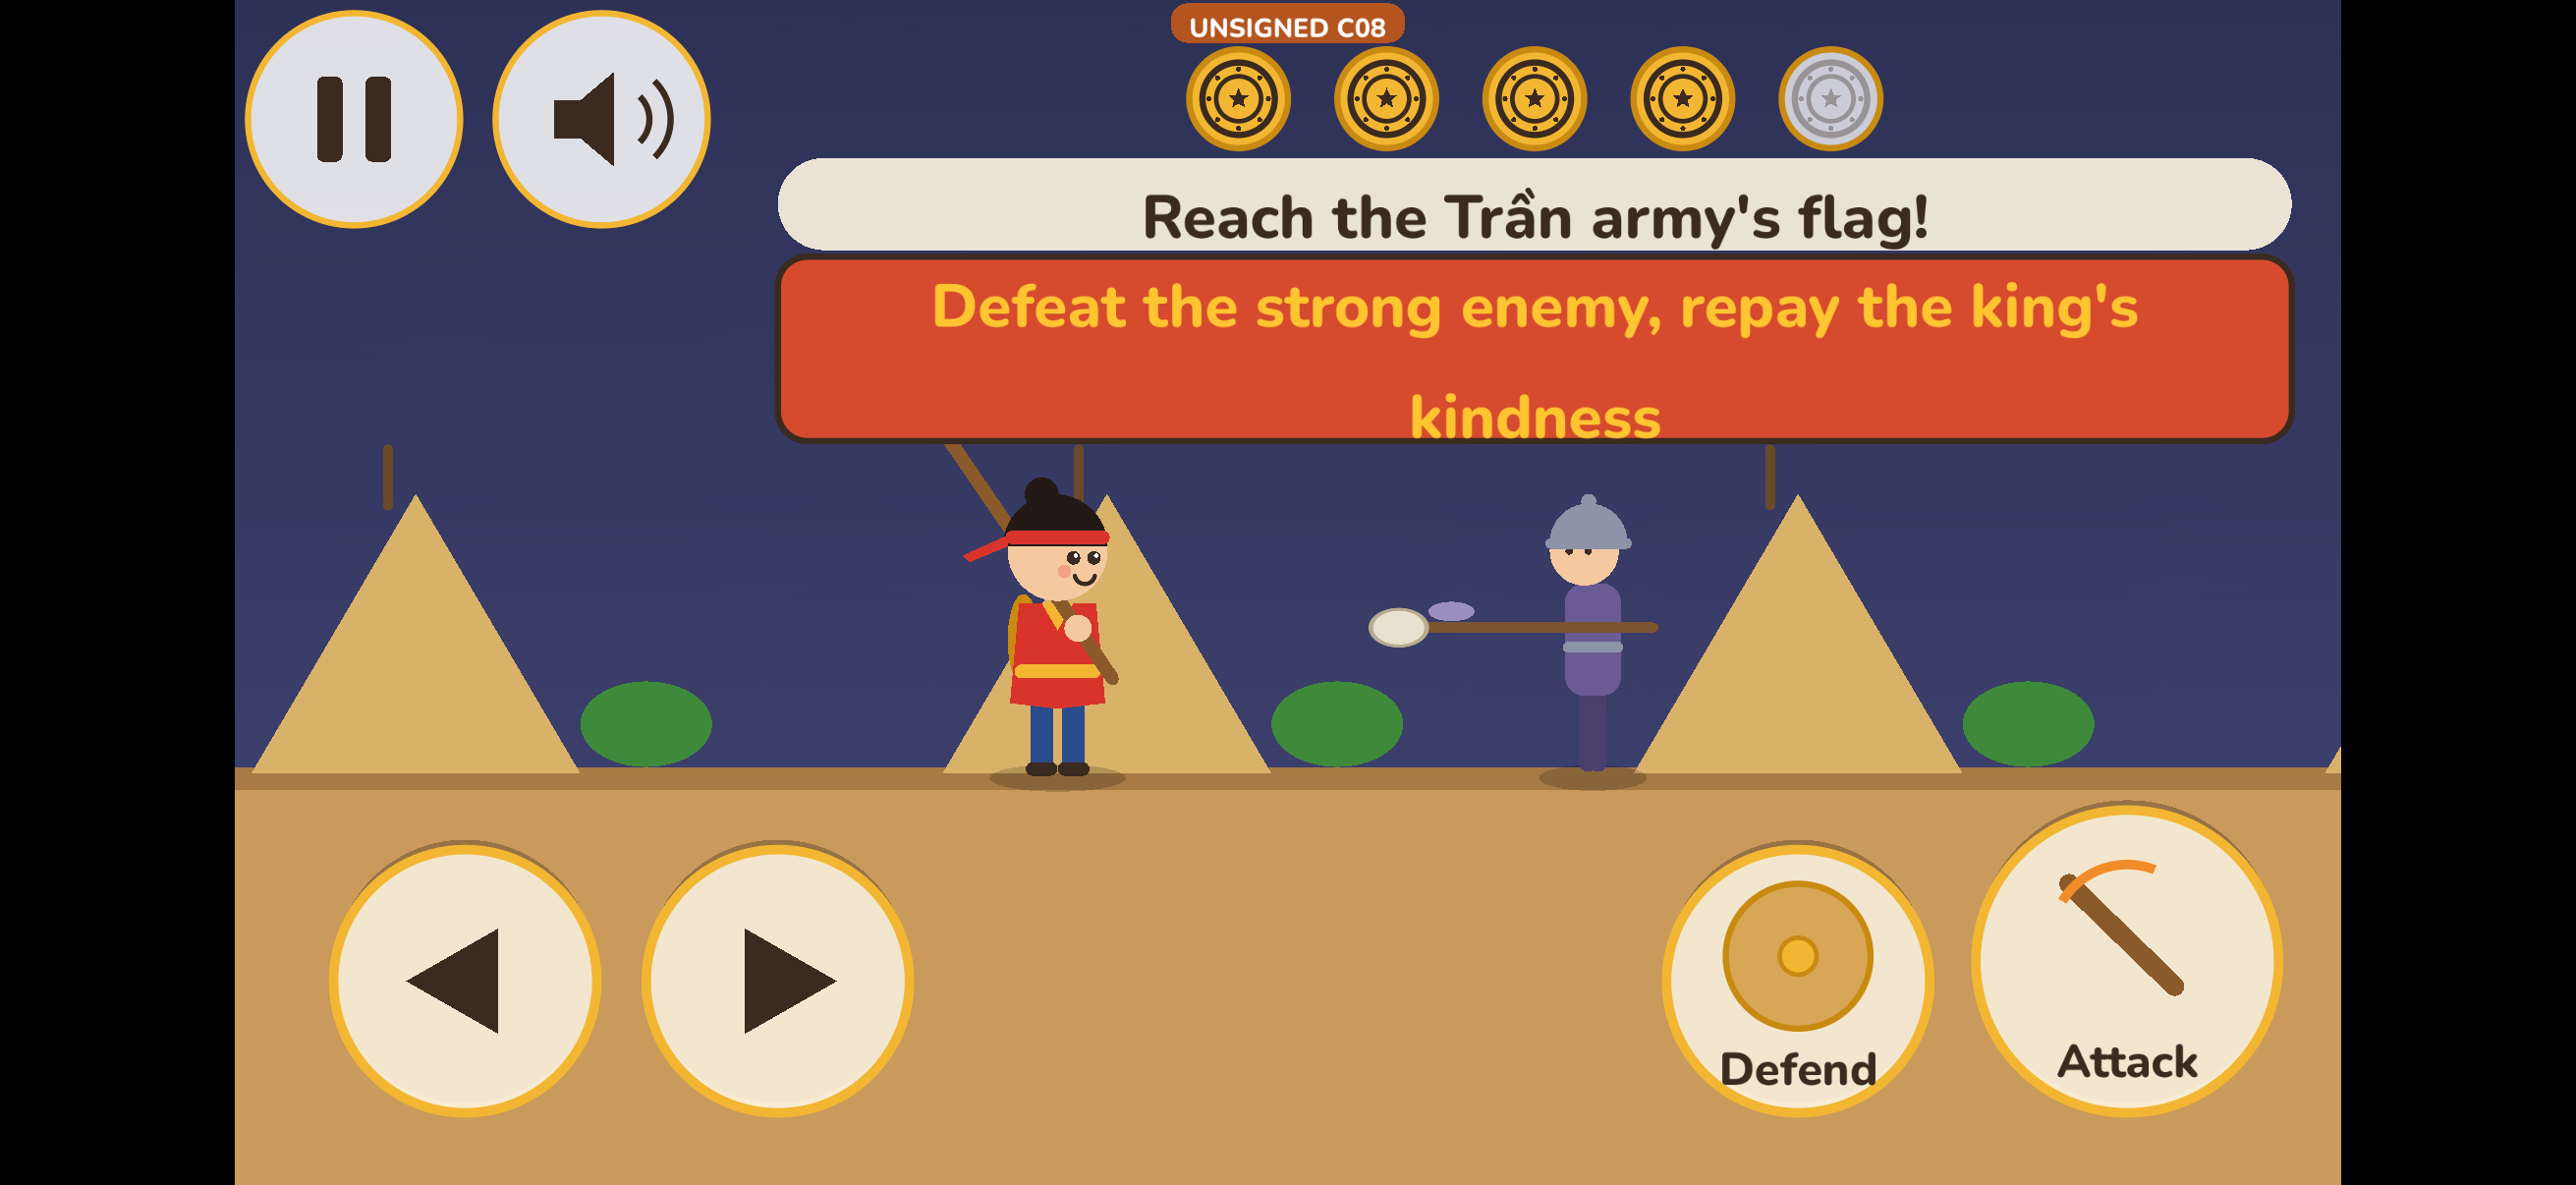 UNSIGNED C08
Reach the Trần army's flag!
Defeat the strong enemy, repay the king's
kindness
Defend
Attack